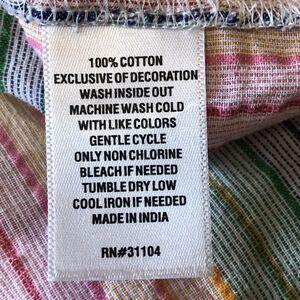 100% COTTON
EXCLUSIVE OF DECORATION
WASH INSIDE OUT
MACHINE WASH COLD
WITH LIKE COLORS
GENTLE CYCLE
ONLY NON CHLORINE
BLEACH IF NEEDED
TUMBLE DRY LOW
COOL IRON IF NEEDED
MADE IN INDIA
RN#31104